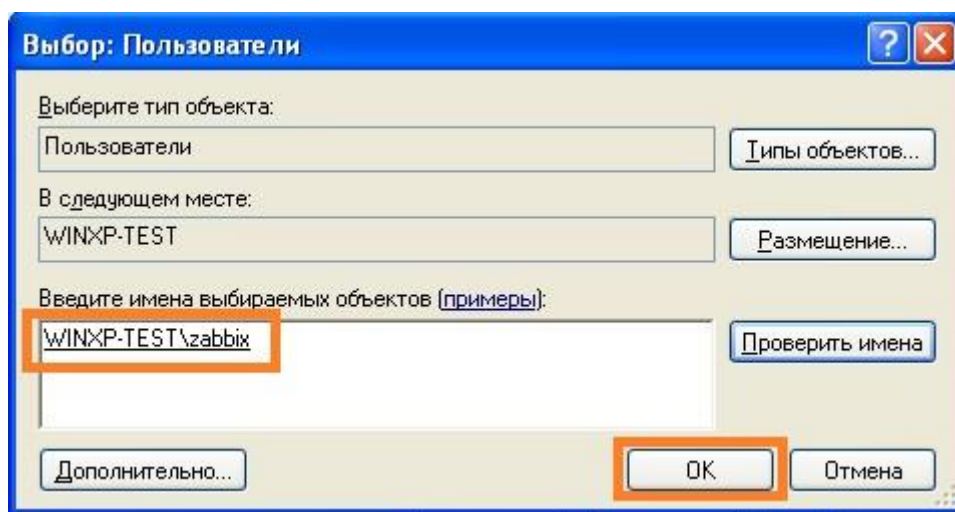 Выбор: Пользователи
Выберите тип объекта:
Пользователи
Типы объектов...
В следующем месте:
WINXP-TEST
Размещение...
Введите имена выбираемых объектов (примеры):
WINXP-TEST\zabbix
Проверить имена
Дополнительно...
ОК
Отмена